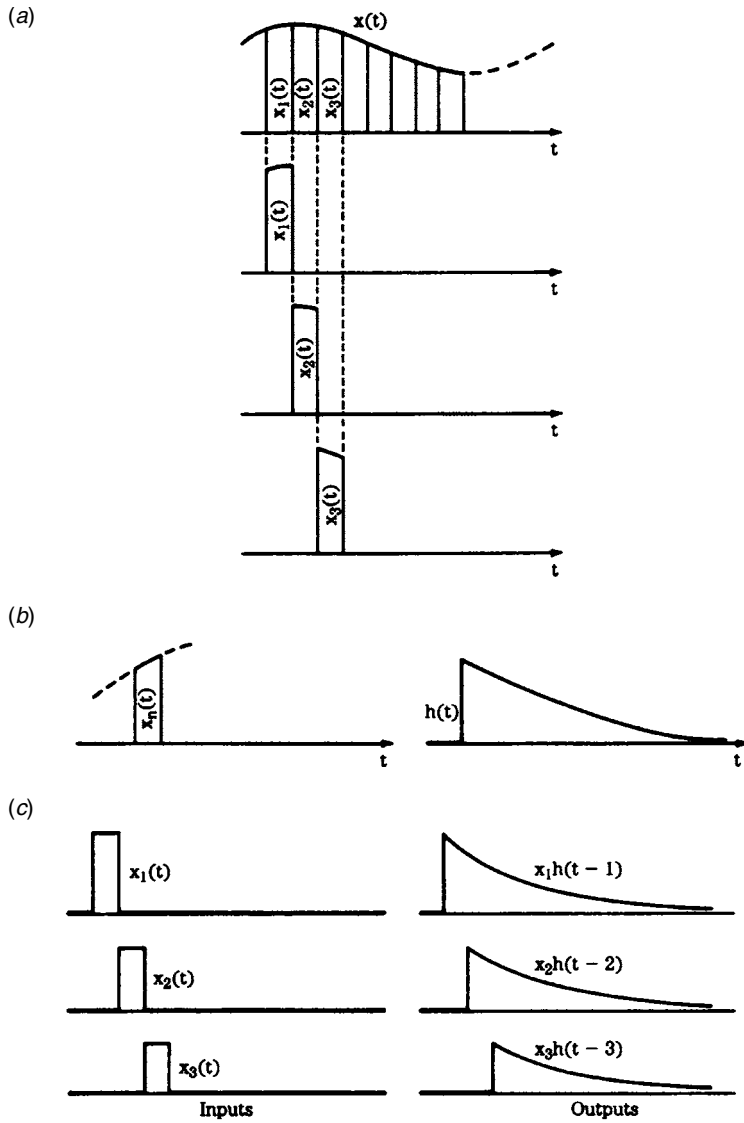 (a)
x(t)
x₁(t)
x₂(t)
x₃(t)
t
x₁(t)
t
x₂(t)
t
x₃(t)
t
(b)
xₙ(t)
t
h(t)
t
(c)
x₁(t)
x₁h(t − 1)
x₂(t)
x₂h(t − 2)
x₃(t)
x₃h(t − 3)
Inputs
Outputs